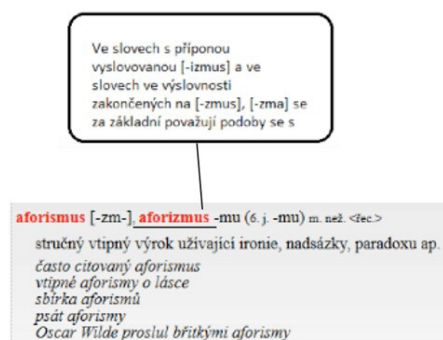 Ve slovech s příponou
vyslovovanou [-izmus] a ve
slovech ve výslovnosti
zakončených na [-zmus], [-zma] se
za základní považují podoby se s
aforismus [-zm-], aforizmus -mu (6. j. -mu) m. než. <řec.>
stručný vtipný výrok užívající ironie, nadsázky, paradoxu ap.
často citovaný aforismus
vtipné aforismy o lásce
sbírka aforismů
psát aforismy
Oscar Wilde proslul břitkými aforismy